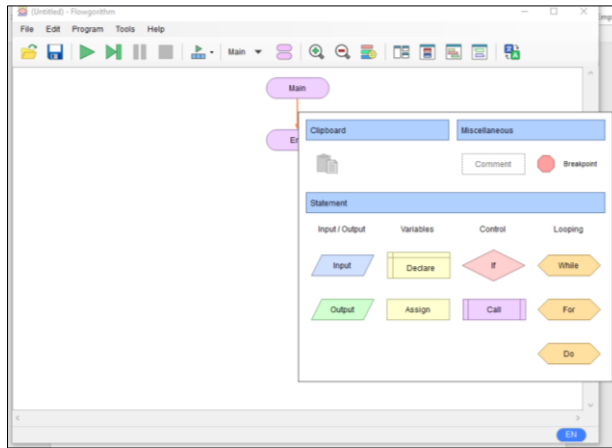 (Untitled) - Flowgorithm
File Edit Program Tools Help
Main
Main
Clipboard Miscellaneous
Comment Breakpoint
Statement
Input / Output Variables Control Looping
Input Declare If While
Output Assign Call For
Do
EN